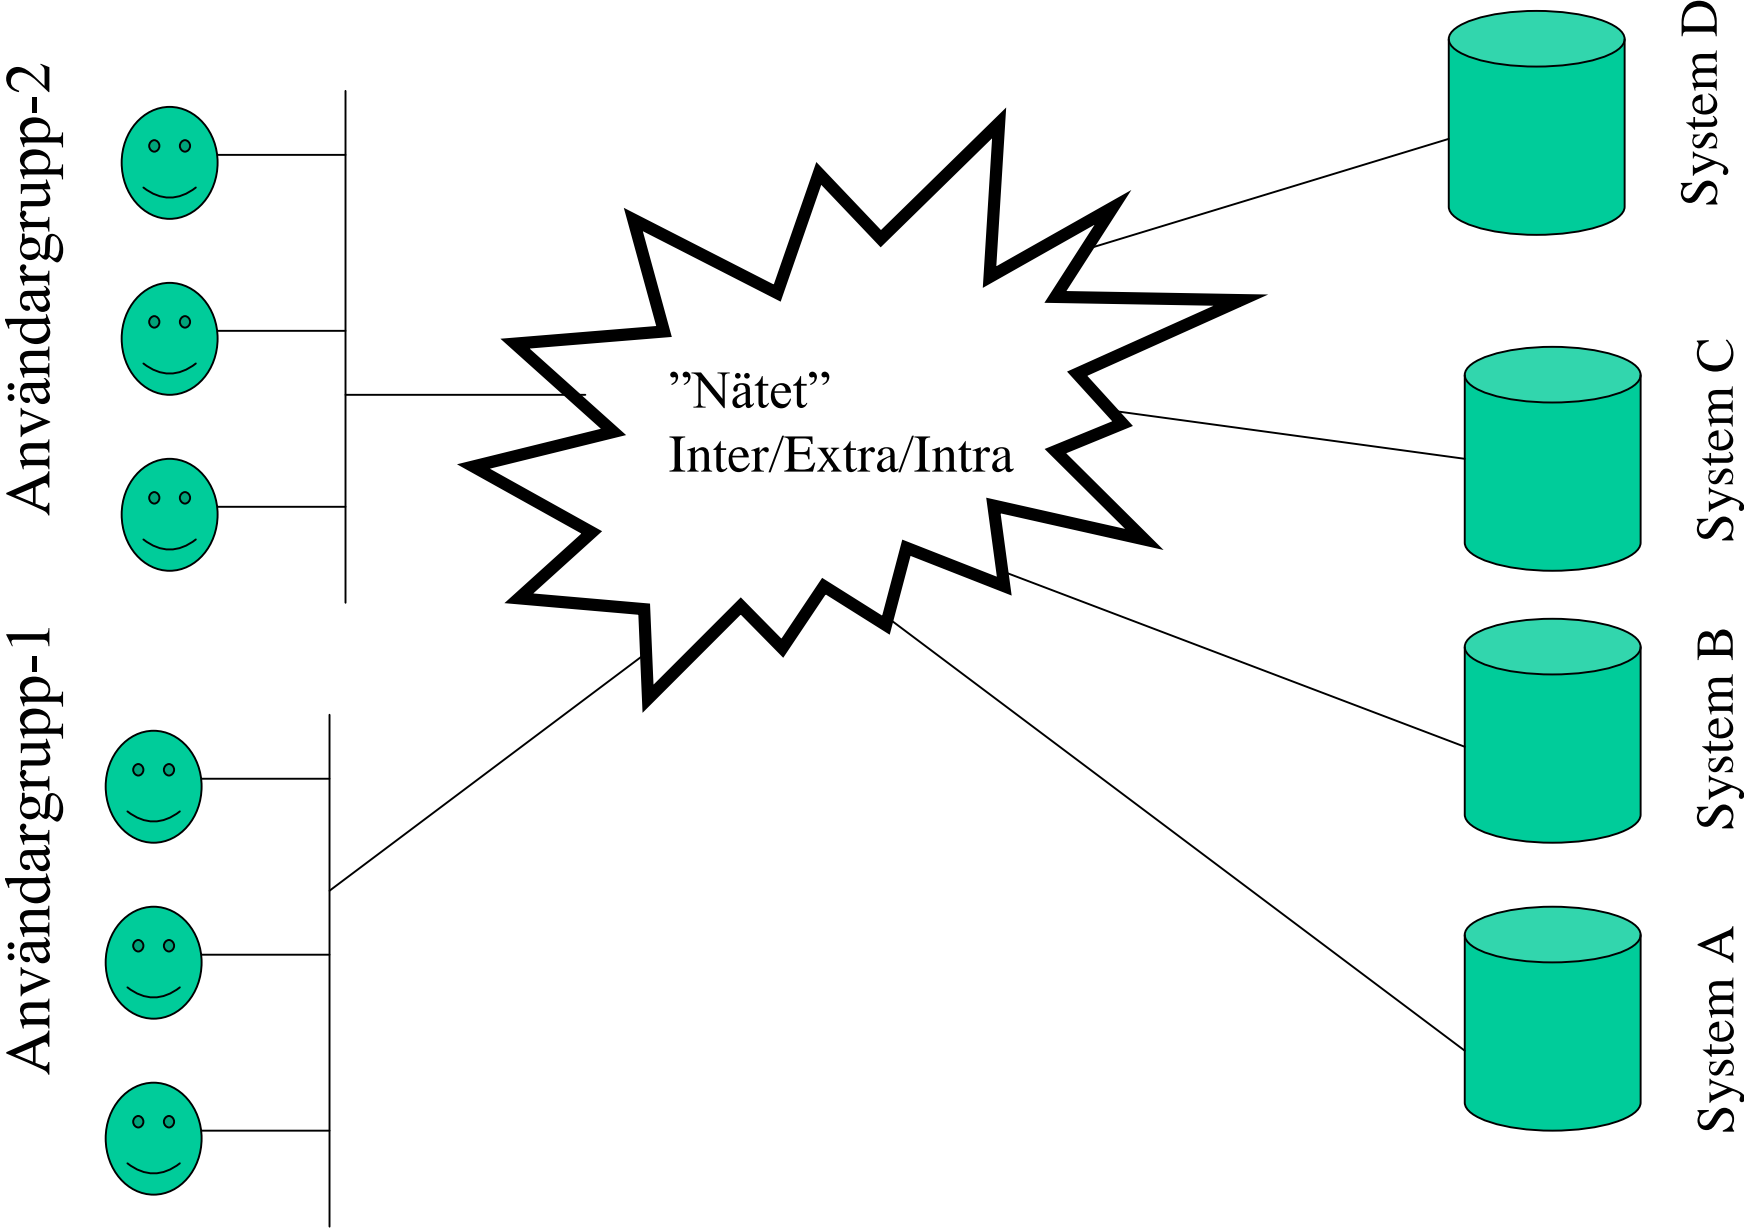 Användargrupp-2
Användargrupp-1
”Nätet”
Inter/Extra/Intra
System D
System C
System B
System A